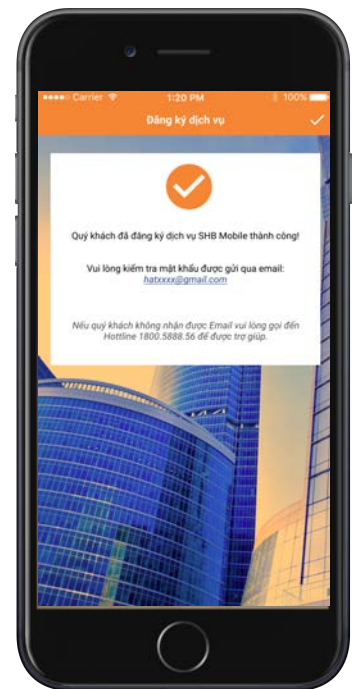 Carrier 1:20 PM 100%
Đăng ký dịch vụ
Quý khách đã đăng ký dịch vụ SHB Mobile thành công!
Vui lòng kiểm tra mật khẩu được gửi qua email:
hatxxxx@gmail.com
Nếu quý khách không nhận được Email vui lòng gọi đến
Hottline 1800.5888.56 để được trợ giúp.